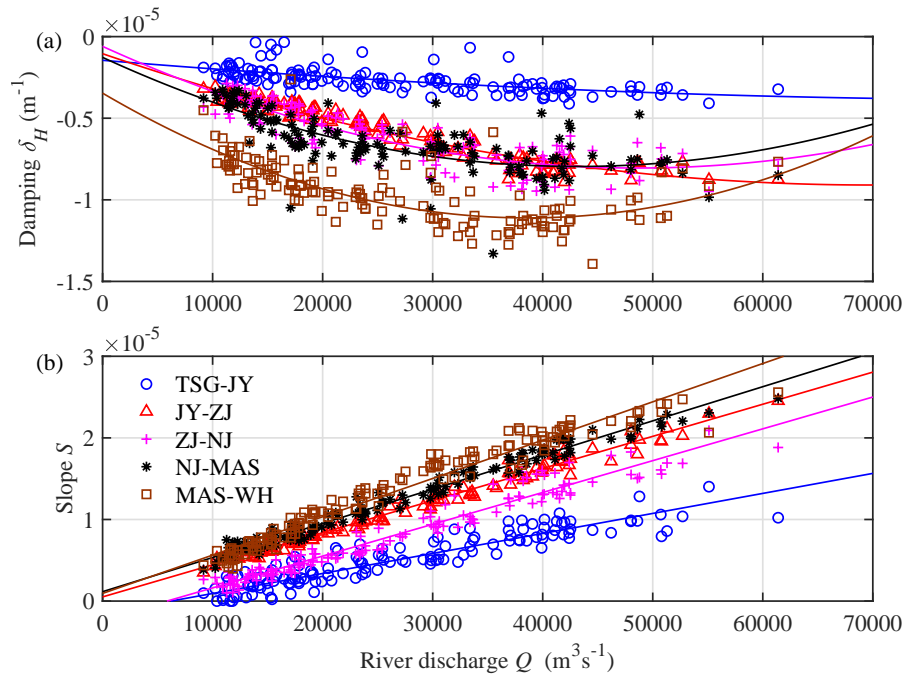 (a)
×10⁻⁵
0
-0.5
-1
-1.5
Damping δH (m⁻¹)
0 10000 20000 30000 40000 50000 60000 70000
(b)
×10⁻⁵
3
2
1
0
Slope S
TSG-JY
JY-ZJ
ZJ-NJ
NJ-MAS
MAS-WH
0 10000 20000 30000 40000 50000 60000 70000
River discharge Q (m³s⁻¹)